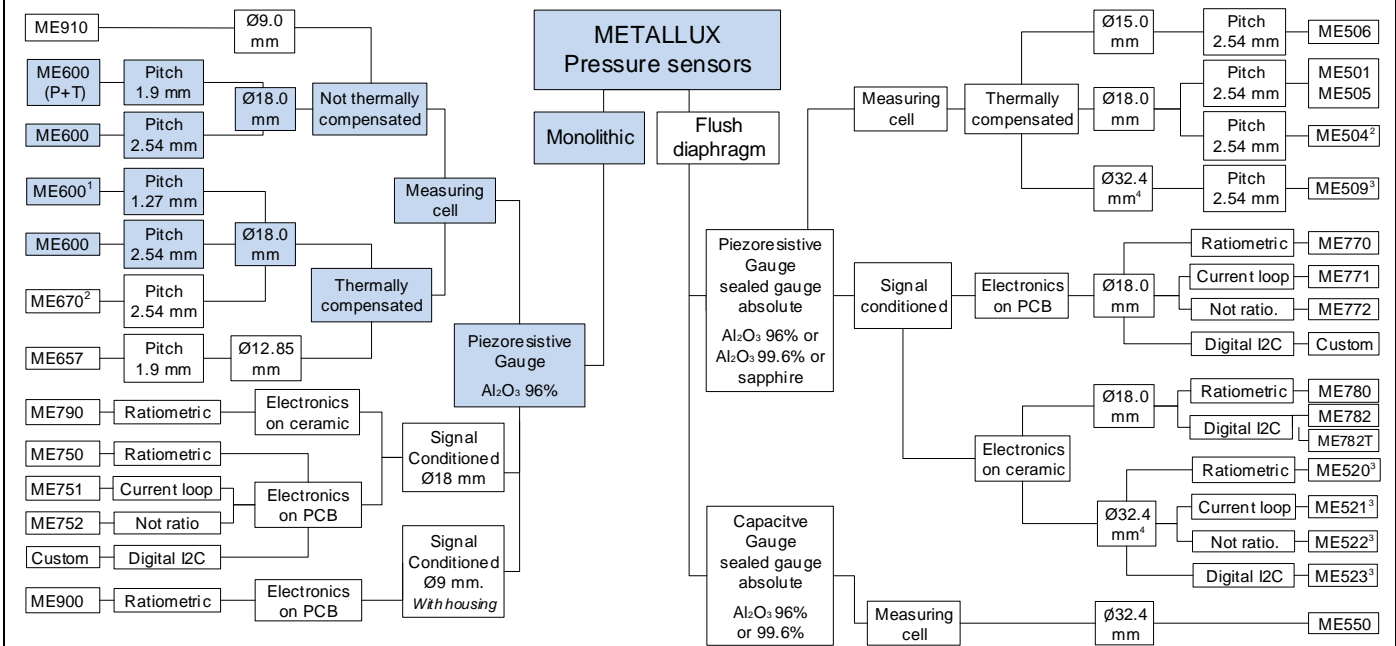 METALLUX
Pressure sensors
Monolithic
Flush
diaphragm
ME910
Ø9.0
mm
ME600
(P+T)
Pitch
1.9 mm
Ø18.0
mm
Not thermally
compensated
ME600
Pitch
2.54 mm
ME600¹
Pitch
1.27 mm
Measuring
cell
ME600
Pitch
2.54 mm
Ø18.0
mm
Thermally
compensated
ME670²
Pitch
2.54 mm
ME657
Pitch
1.9 mm
Ø12.85
mm
Piezoresistive
Gauge
Al₂O₃ 96%
ME790
Ratiometric
Electronics
on ceramic
Signal
Conditioned
Ø18 mm
ME750
Ratiometric
ME751
Current loop
Electronics
on PCB
ME752
Not ratio
Custom
Digital I2C
Signal
Conditioned
Ø9 mm.
With housing
ME900
Ratiometric
Electronics
on PCB
Measuring
cell
Thermally
compensated
Ø15.0
mm
Pitch
2.54 mm
ME506
Ø18.0
mm
Pitch
2.54 mm
ME501
ME505
Pitch
2.54 mm
ME504²
Ø32.4
mm⁴
Pitch
2.54 mm
ME509³
Piezoresistive
Gauge
sealed gauge
absolute
Al₂O₃ 96% or
Al₂O₃ 99.6% or
sapphire
Signal
conditioned
Electronics
on PCB
Ø18.0
mm
Ratiometric
ME770
Current loop
ME771
Not ratio.
ME772
Digital I2C
Custom
Electronics
on ceramic
Ø18.0
mm
Ratiometric
ME780
Digital I2C
ME782
ME782T
Ø32.4
mm⁴
Ratiometric
ME520³
Current loop
ME521³
Not ratio.
ME522³
Digital I2C
ME523³
Capacitve
Gauge
sealed gauge
absolute
Al₂O₃ 96%
or 99.6%
Measuring
cell
Ø32.4
mm
ME550